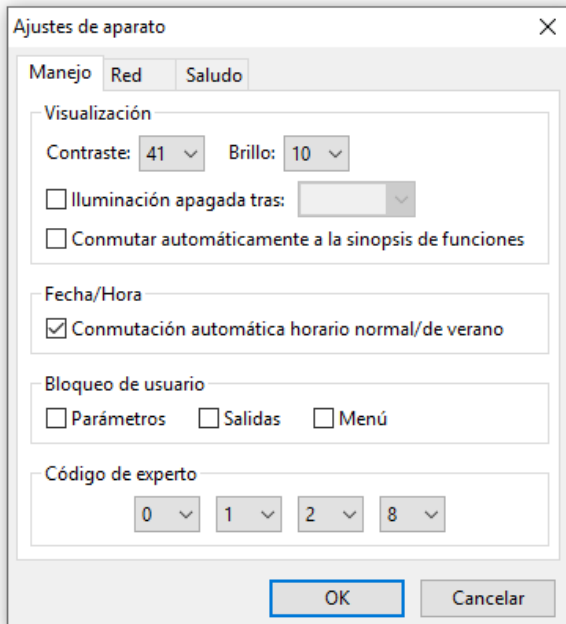 Ajustes de aparato
Manejo Red Saludo
Visualización
Contraste: 41 Brillo: 10
Iluminación apagada tras:
Conmutar automáticamente a la sinopsis de funciones
Fecha/Hora
Conmutación automática horario normal/de verano
Bloqueo de usuario
Parámetros Salidas Menú
Código de experto
0 1 2 8
OK Cancelar